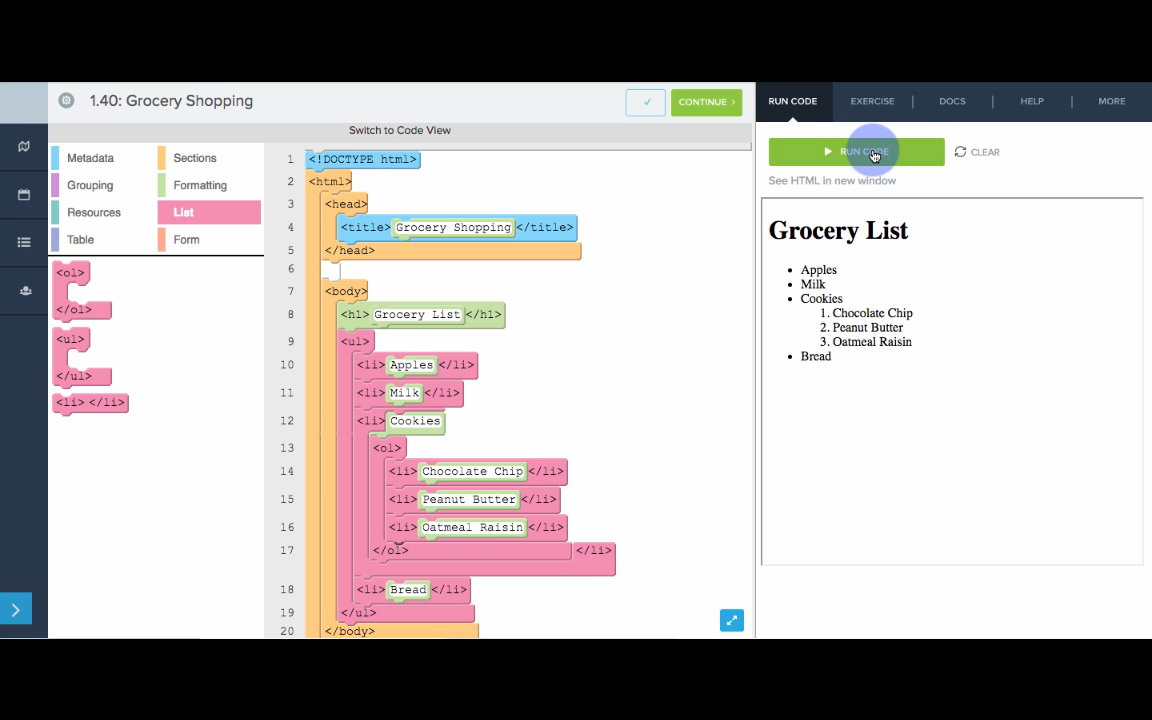 1.40: Grocery Shopping
CONTINUE
RUN CODE
EXERCISE
DOCS
HELP
MORE
Switch to Code View
Metadata
Sections
Grouping
Formatting
Resources
List
Table
Form
<ol>
</ol>
<ul>
</ul>
<li> </li>
1 <!DOCTYPE html>
2 <html>
3 <head>
4 <title> Grocery Shopping </title>
5 </head>
6
7 <body>
8 <h1> Grocery List </h1>
9 <ul>
10 <li> Apples </li>
11 <li> Milk </li>
12 <li> Cookies
13 <ol>
14 <li> Chocolate Chip </li>
15 <li> Peanut Butter </li>
16 <li> Oatmeal Raisin </li>
17 </ol> </li>
18 <li> Bread </li>
19 </ul>
20 </body>
RUN CODE
CLEAR
See HTML in new window
Grocery List
• Apples
• Milk
• Cookies
1. Chocolate Chip
2. Peanut Butter
3. Oatmeal Raisin
• Bread